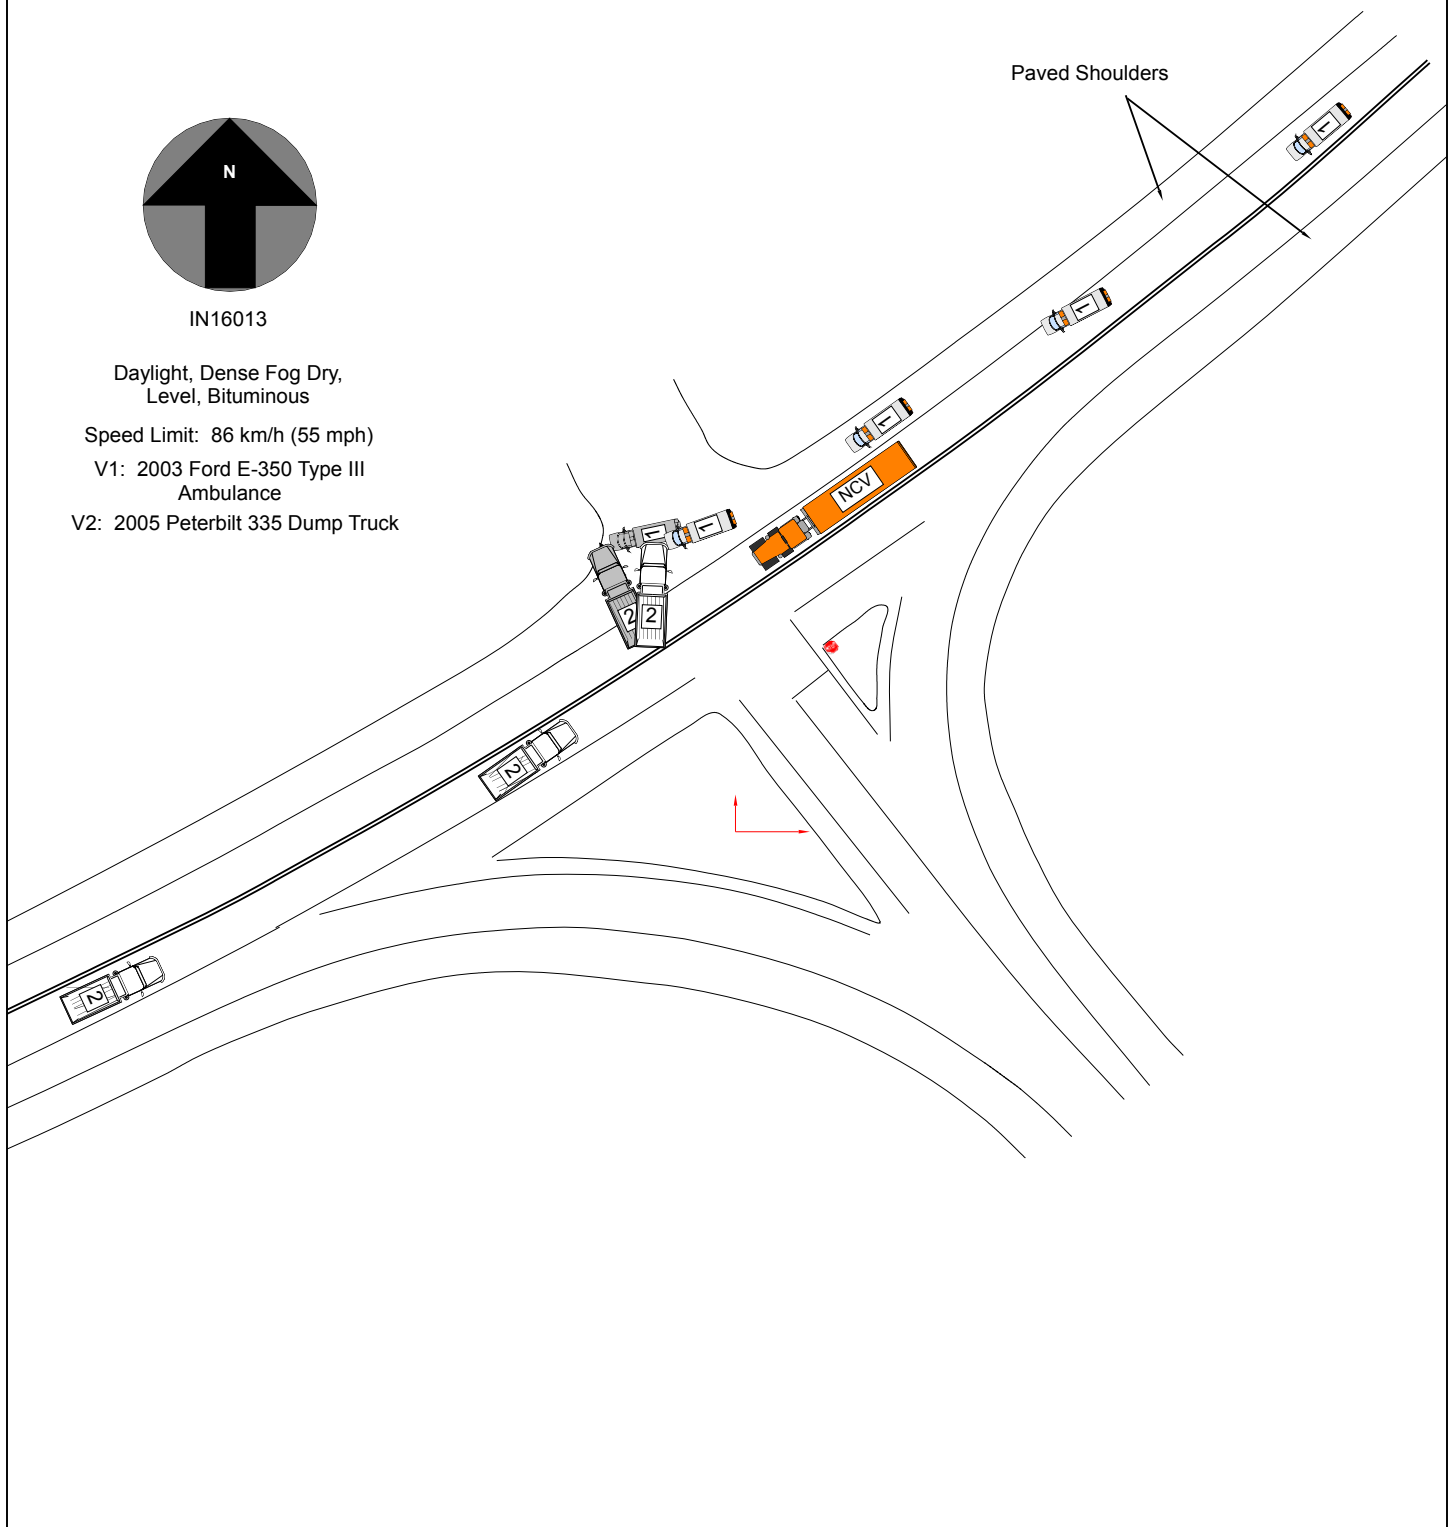 Paved Shoulders
N
IN16013
Daylight, Dense Fog Dry,
Level, Bituminous
Speed Limit:  86 km/h (55 mph)
V1:  2003 Ford E-350 Type III
Ambulance
V2:  2005 Peterbilt 335 Dump Truck
1
1
1
NCV
1
1
2
2
2
2